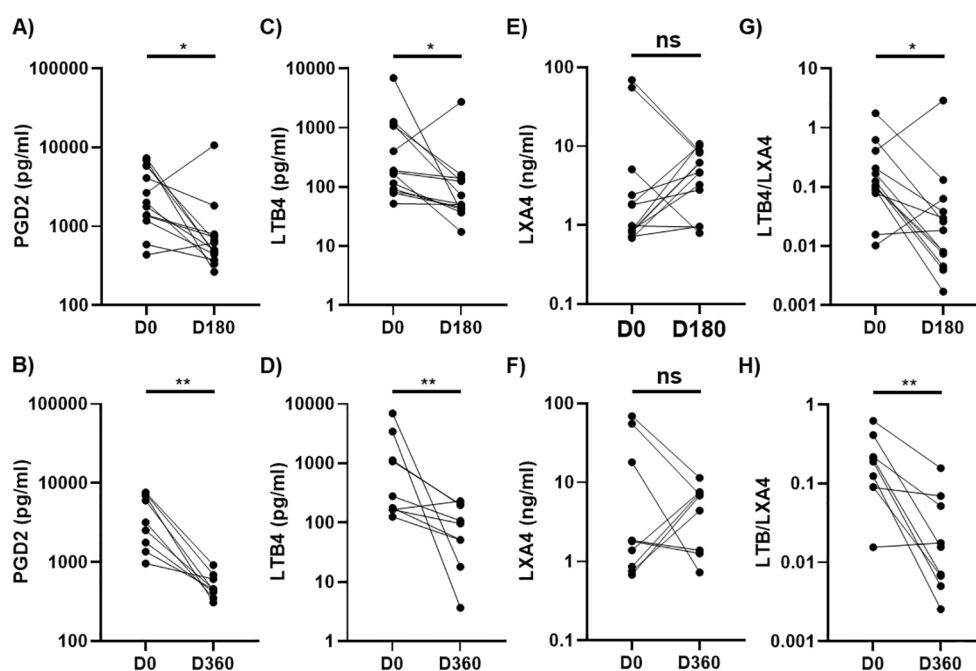 A)
*
PGD2 (pg/ml)
100000
10000
1000
100
D0 D180
C)
*
LTB4 (pg/ml)
10000
1000
100
10
1
D0 D180
E)
ns
LXA4 (ng/ml)
100
10
1
0.1
D0 D180
G)
*
LTB4/LXA4
10
1
0.1
0.01
0.001
D0 D180
B)
**
PGD2 (pg/ml)
100000
10000
1000
100
D0 D360
D)
**
LTB4 (pg/ml)
10000
1000
100
10
1
D0 D360
F)
ns
LXA4 (ng/ml)
100
10
1
0.1
D0 D360
H)
**
LTB/LXA4
1
0.1
0.01
0.001
D0 D360